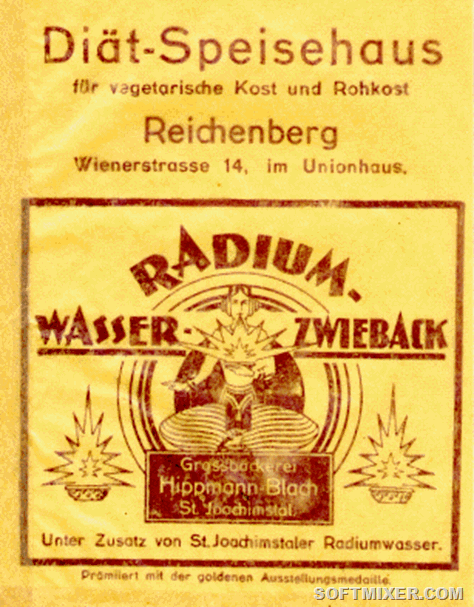 Diät-Speisehaus
für vegetarische Kost und Rohkost
Reichenberg
Wienerstrasse 14, im Unionhaus.
RADIUM-
WASSER- ZWIEBACK
Grossbäckerei
Hippmann-Blach
St. Joachimstal.
Unter Zusatz von St. Joachimstaler Radiumwasser.
Prämiiert mit der goldenen Ausstellungsmedaille.
SOFTMIXER.COM